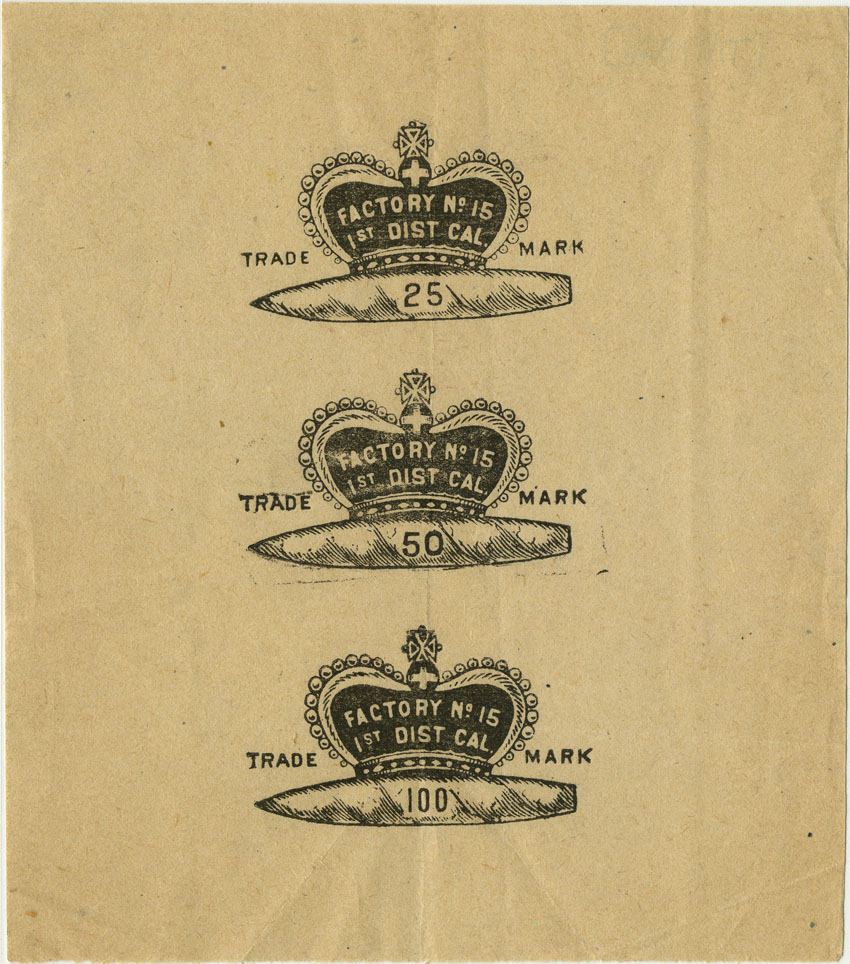 FACTORY Nº 15
1ST DIST CAL
TRADE MARK
25
FACTORY Nº 15
1ST DIST CAL
TRADE MARK
50
FACTORY Nº 15
1ST DIST CAL
TRADE MARK
100